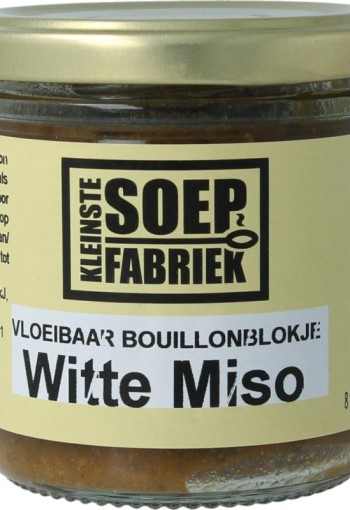 KLEINSTE
SOEP
FABRIEK
VLOEIBAAR BOUILLONBLOKJE
Witte Miso